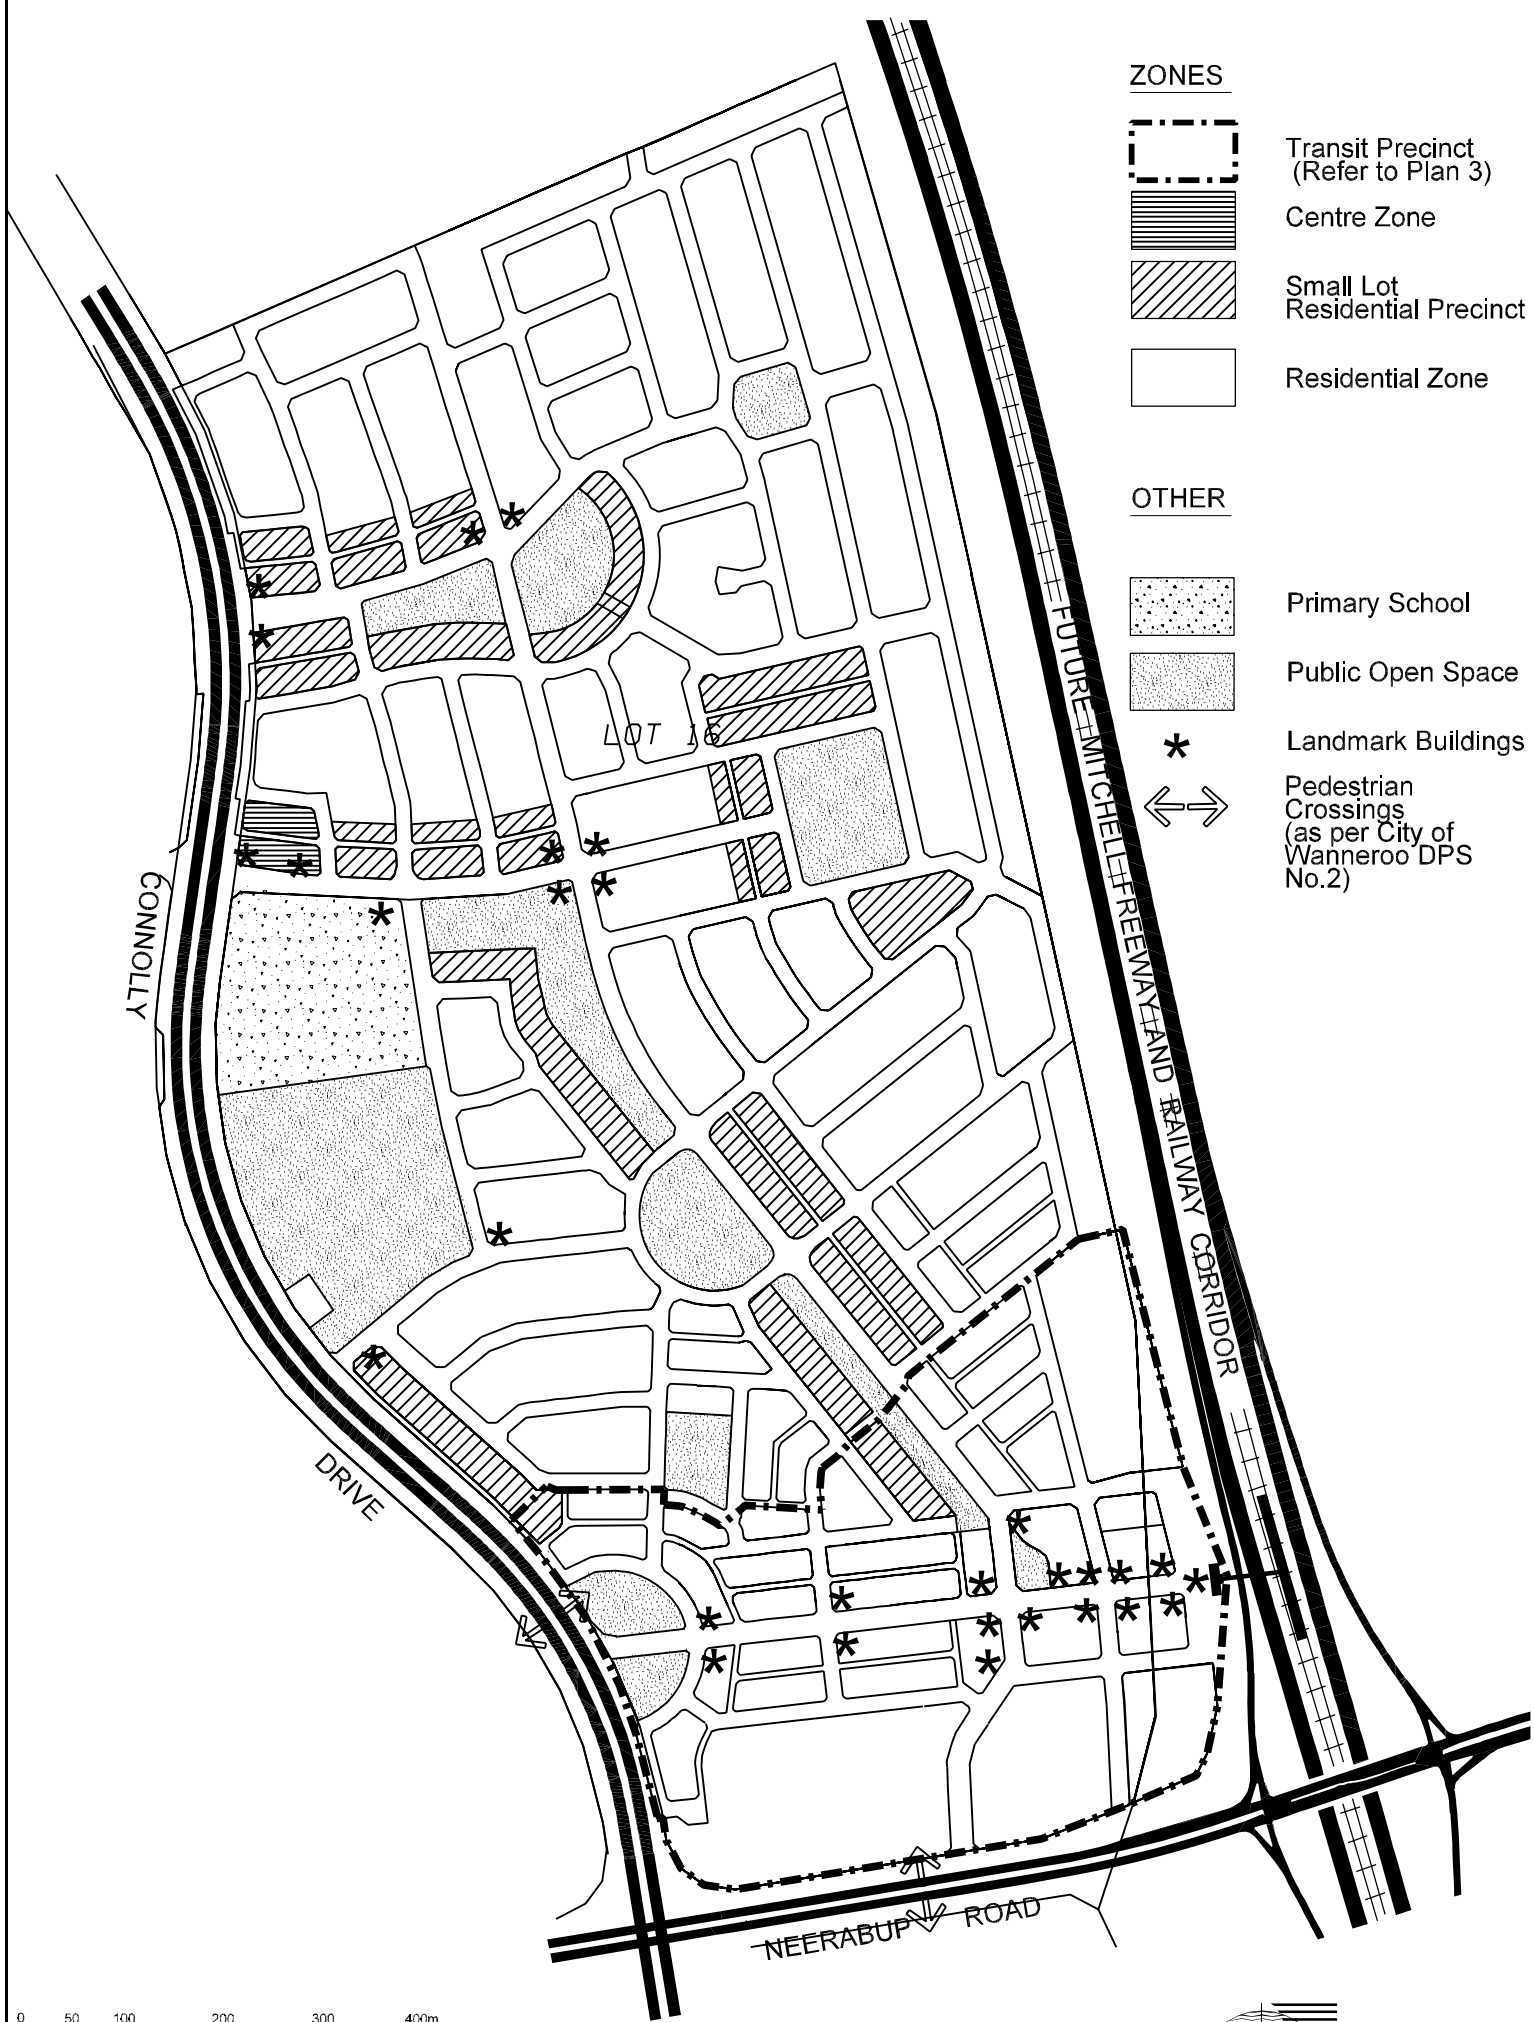 ZONES
Transit Precinct
(Refer to Plan 3)
Centre Zone
Small Lot
Residential Precinct
Residential Zone
OTHER
Primary School
Public Open Space
Landmark Buildings
Pedestrian
Crossings
(as per City of
Wanneroo DPS
No.2)
LOT 16
FUTURE MITCHELL FREEWAY AND RAILWAY CORRIDOR
CONNOLLY
DRIVE
NEERABUP ROAD
0 50 100 200 300 400m